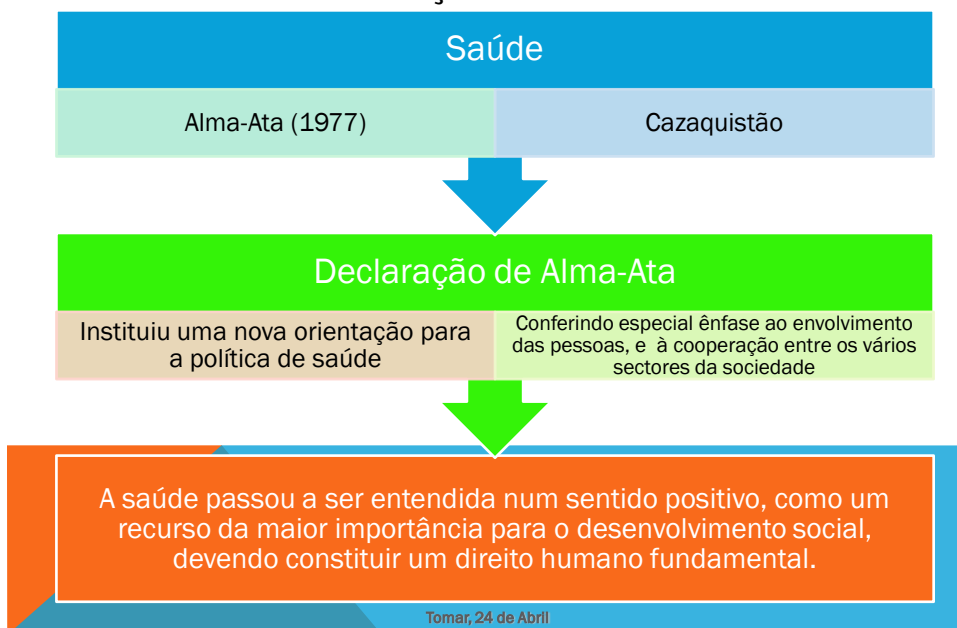 Saúde
Alma-Ata (1977)
Cazaquistão
Declaração de Alma-Ata
Instituiu uma nova orientação para
a política de saúde
Conferindo especial ênfase ao envolvimento
das pessoas, e à cooperação entre os vários
sectores da sociedade
A saúde passou a ser entendida num sentido positivo, como um
recurso da maior importância para o desenvolvimento social,
devendo constituir um direito humano fundamental.
Tomar, 24 de Abril